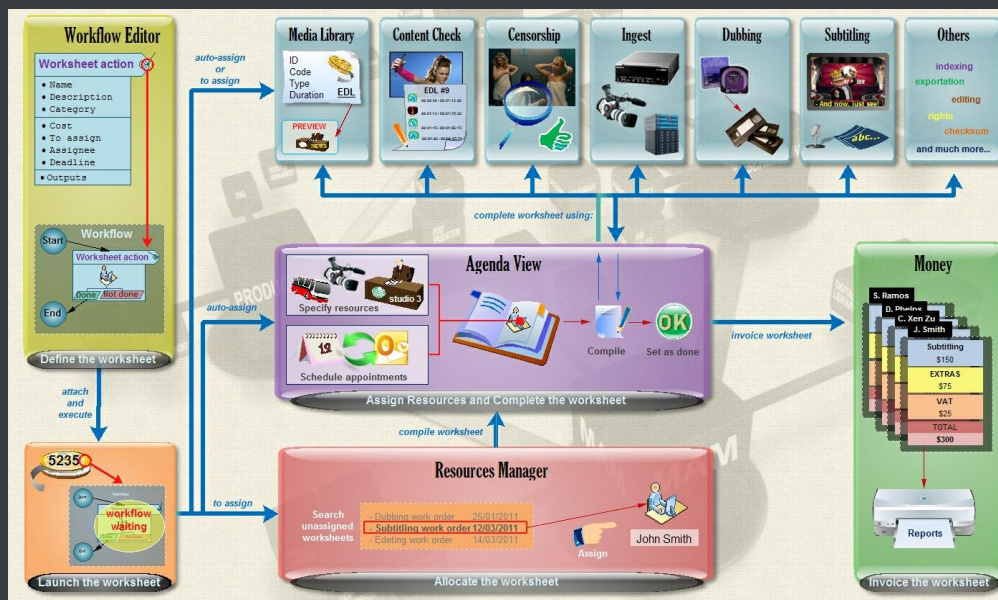 Workflow Editor
Worksheet action
• Name
• Description
• Category
• Cost
• To assign
• Assignee
• Deadline
• Outputs
Workflow
Start
Worksheet action
Done
Not done
End
Define the worksheet
attach
and
execute
5235
workflow
waiting
Launch the worksheet
auto-assign
or
to assign
auto-assign
to assign
Media Library
ID
Code
Type
Duration
EDL
PREVIEW
NEWS
Content Check
EDL #9
Censorship
Ingest
Dubbing
Subtitling
- And now, just see!
abc...
Others
indexing
exportation
editing
rights
checksum
and much more...
complete worksheet using:
Agenda View
studio 3
Specify resources
19
Schedule appointments
Compile
OK
Set as done
Assign Resources and Complete the worksheet
compile worksheet
invoice worksheet
Resources Manager
Search
unassigned
worksheets
- Dubbing work order 25/01/2011
- Subtitling work order 12/03/2011
- Edeting work order 14/03/2011
Assign
John Smith
Allocate the worksheet
Money
S. Ramos
D. Phelps
C. Xen Zu
J. Smith
Subtitling
$150
EXTRAS
$75
VAT
$25
TOTAL
$300
Reports
Invoice the worksheet